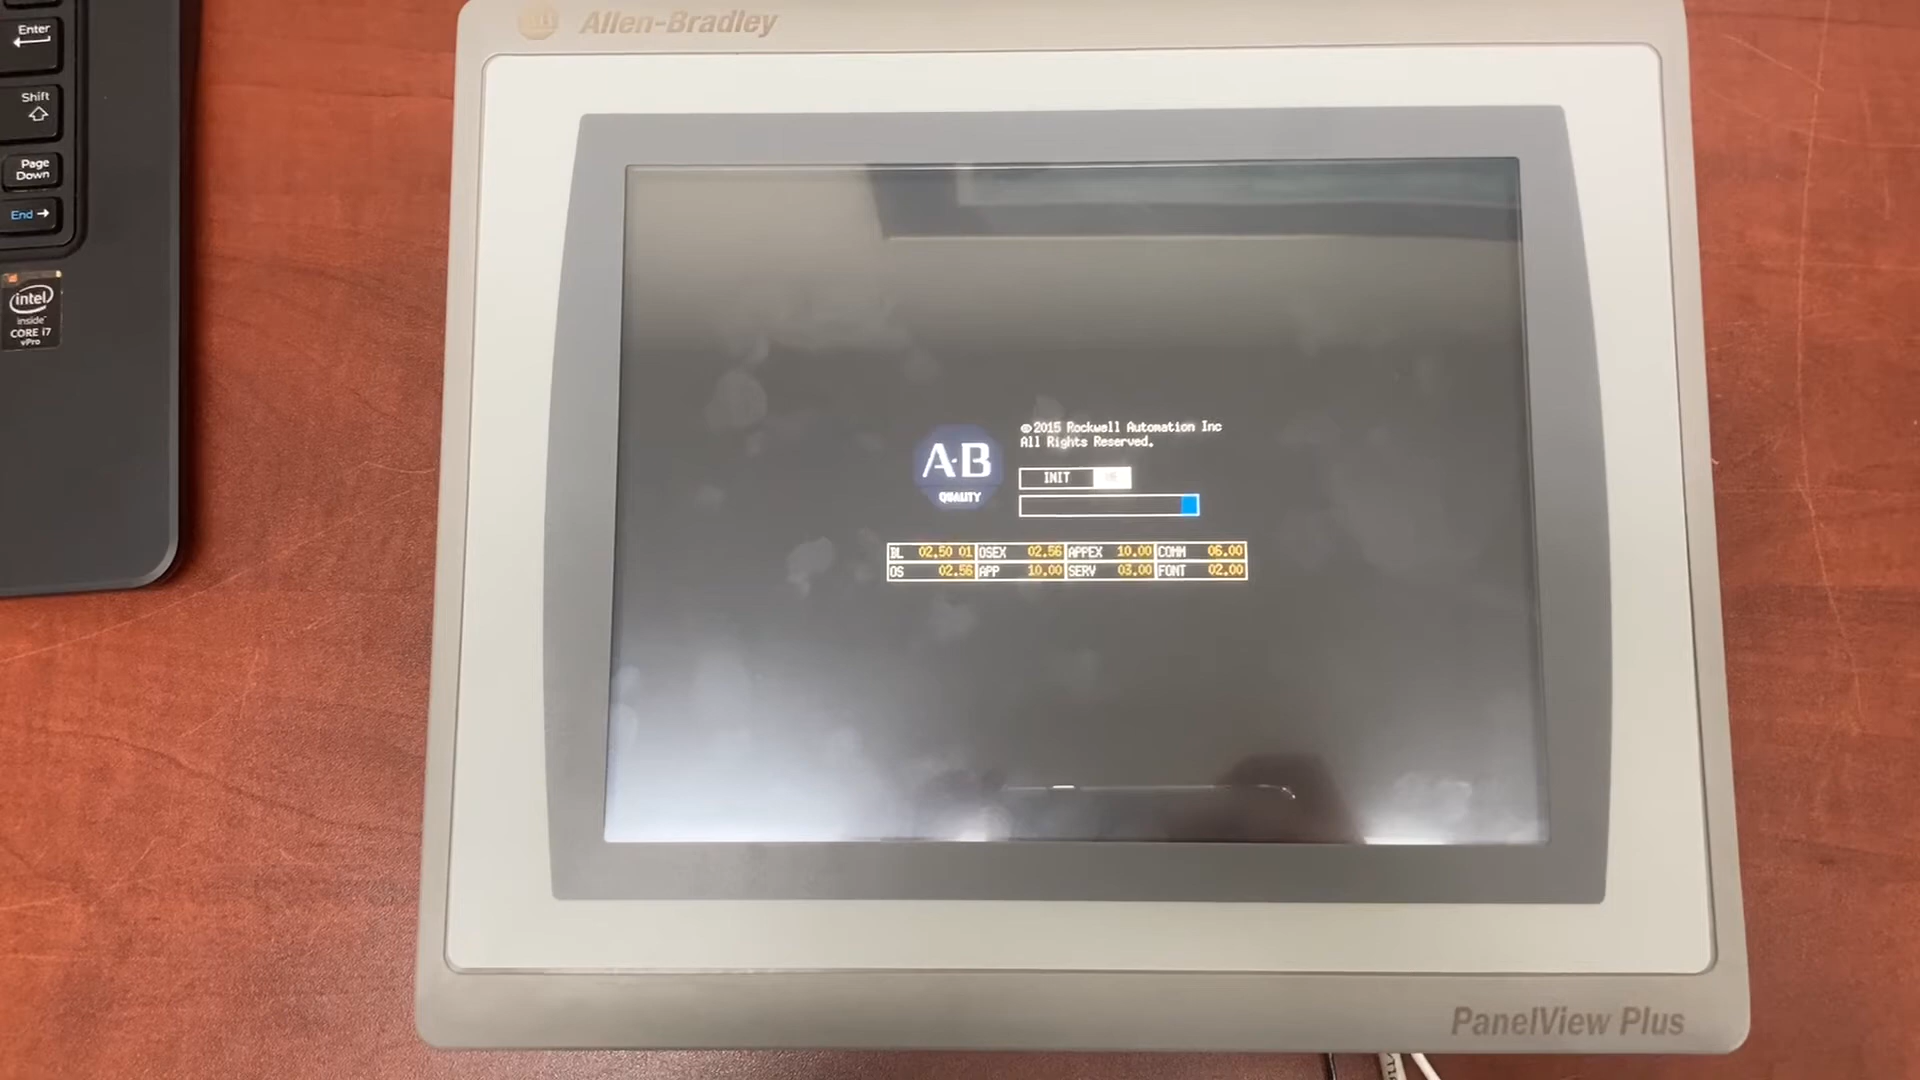 Enter
Shift
Page
Down
End →
intel
inside™
CORE i7
vPro
AB Allen-Bradley
A·B
QUALITY
© 2015 Rockwell Automation Inc
All Rights Reserved.
INIT
BL 02.50 01 OSEX 02.56 APPEX 10.00 COMM 06.00
OS 02.56 APP 10.00 SERV 03.00 FONT 02.00
PanelView Plus